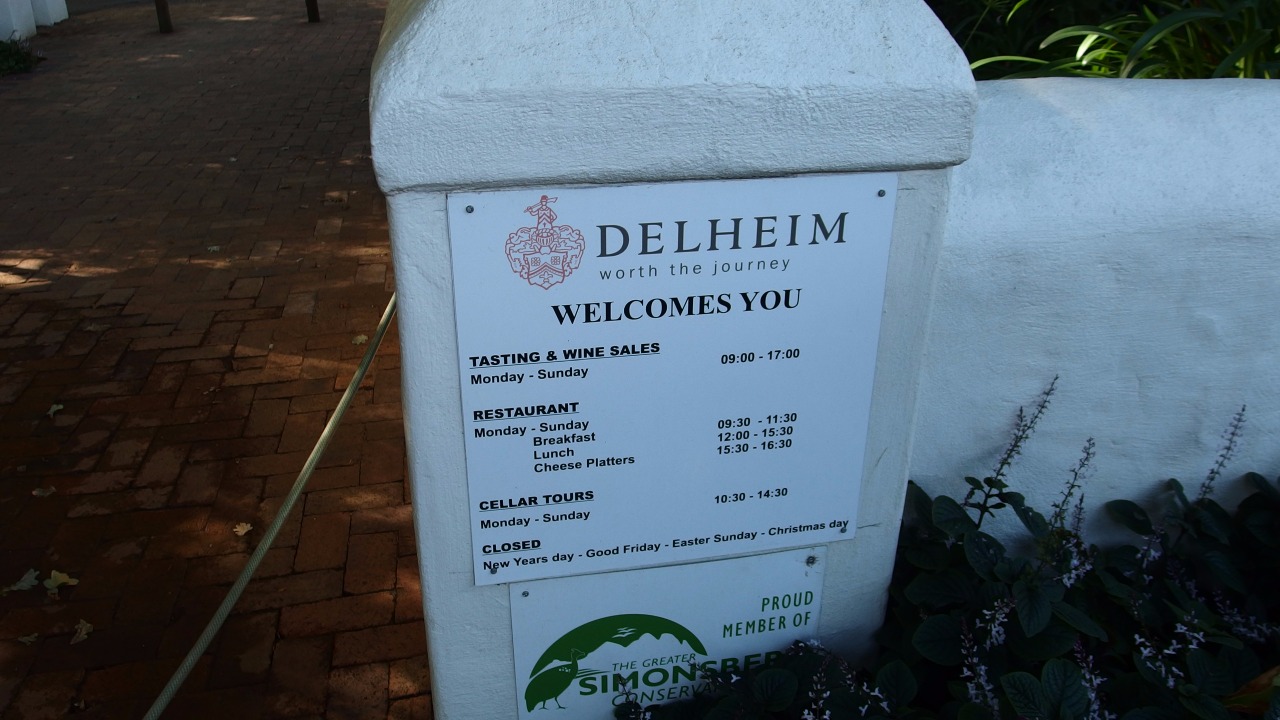 DELHEIM
worth the journey
WELCOMES YOU
TASTING & WINE SALES 09:00 - 17:00
Monday - Sunday
RESTAURANT
Monday - Sunday 09:30 - 11:30
Breakfast 12:00 - 15:30
Lunch 15:30 - 16:30
Cheese Platters
CELLAR TOURS 10:30 - 14:30
Monday - Sunday
CLOSED
New Years day - Good Friday - Easter Sunday - Christmas day
PROUD
MEMBER OF
THE GREATER